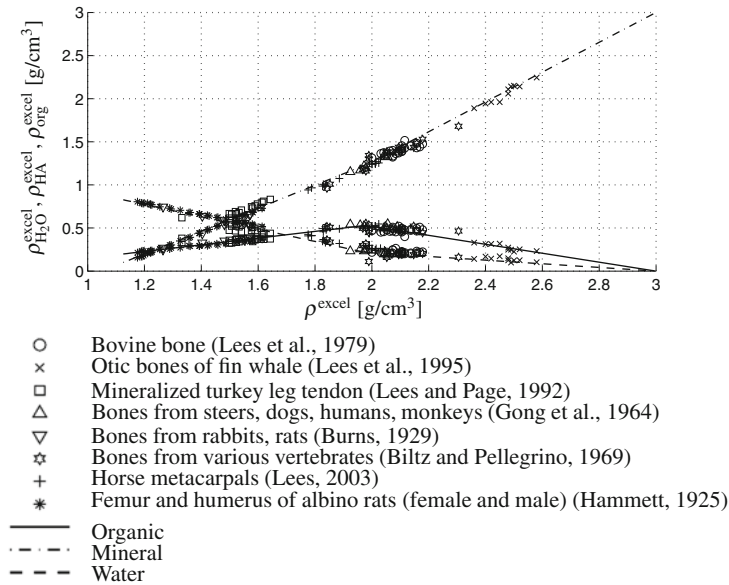 3
2.5
2
1.5
1
0.5
0
ρ^excel_H2O, ρ^excel_HA, ρ^excel_org [g/cm³]
1 1.2 1.4 1.6 1.8 2 2.2 2.4 2.6 2.8 3
ρ^excel [g/cm³]
Bovine bone (Lees et al., 1979)
Otic bones of fin whale (Lees et al., 1995)
Mineralized turkey leg tendon (Lees and Page, 1992)
Bones from steers, dogs, humans, monkeys (Gong et al., 1964)
Bones from rabbits, rats (Burns, 1929)
Bones from various vertebrates (Biltz and Pellegrino, 1969)
Horse metacarpals (Lees, 2003)
Femur and humerus of albino rats (female and male) (Hammett, 1925)
Organic
Mineral
Water